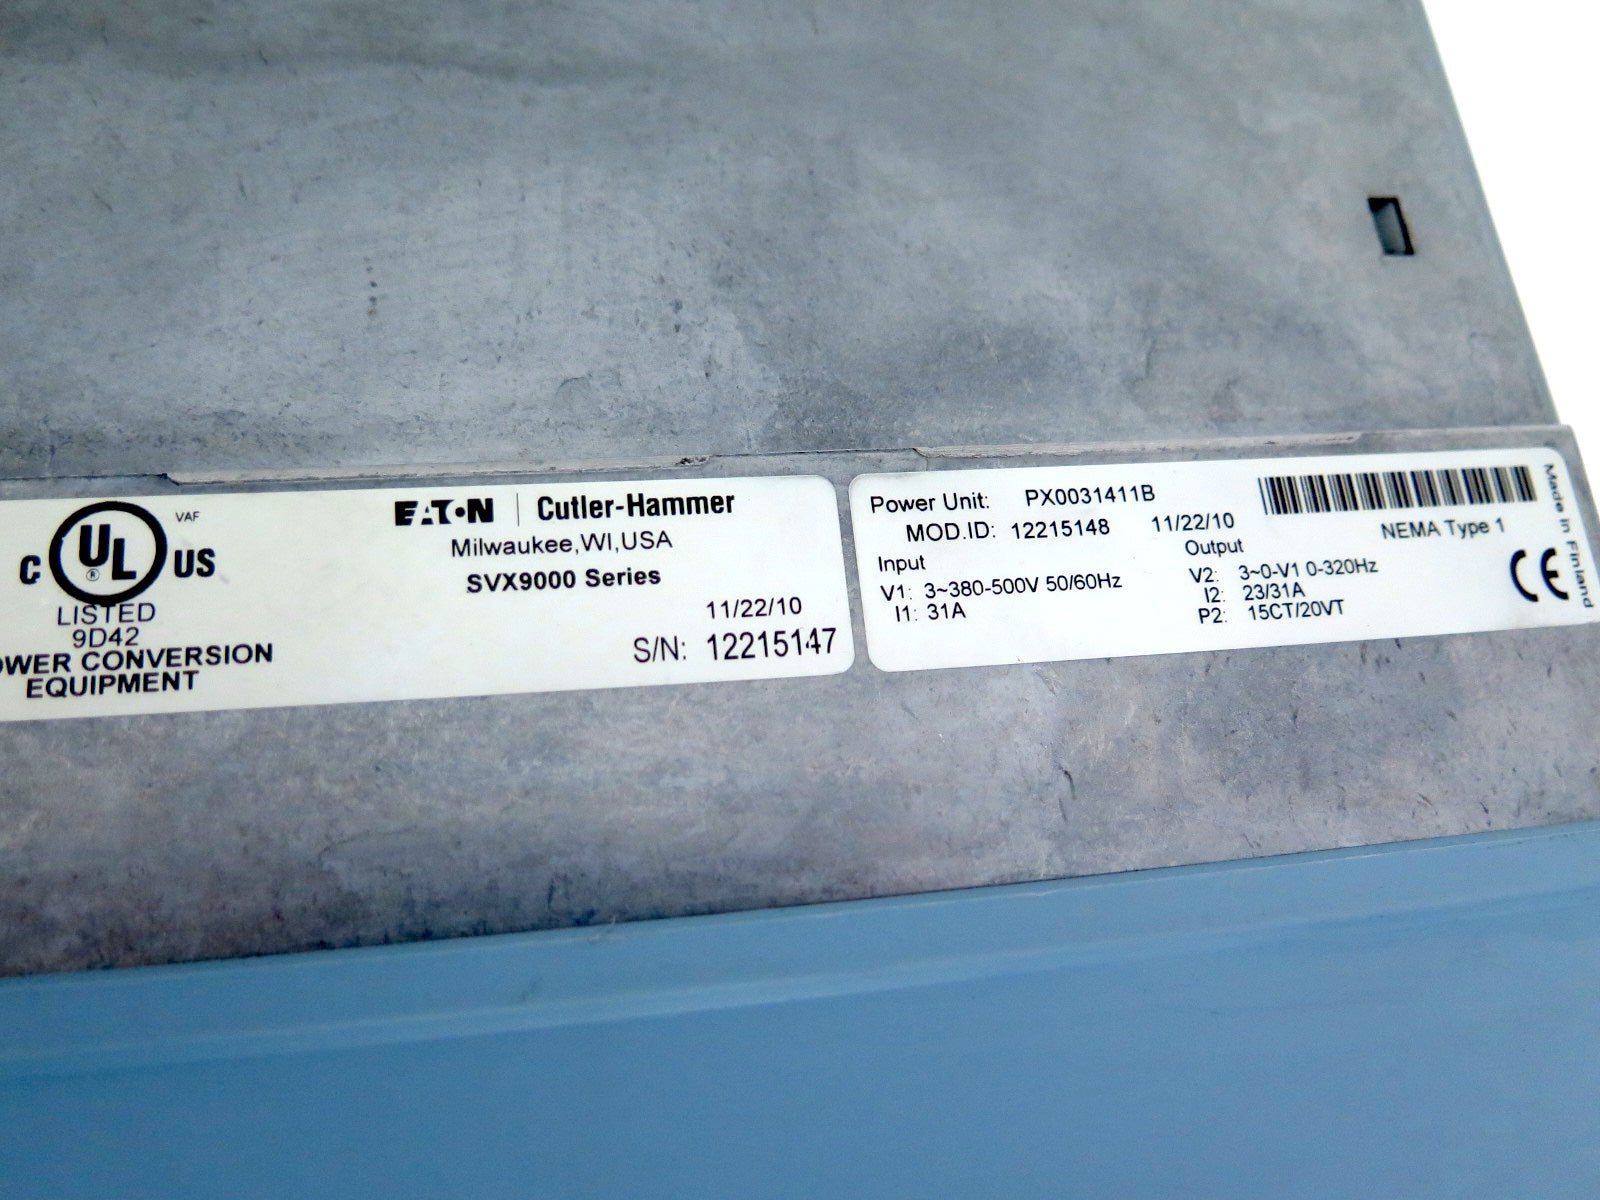 C UL ® US
VAF
LISTED
9D42
OWER CONVERSION
EQUIPMENT
EATON | Cutler-Hammer
Milwaukee,WI,USA
SVX9000 Series
11/22/10
S/N: 12215147
Power Unit: PX0031411B
MOD.ID: 12215148 11/22/10
NEMA Type 1
Input
V1: 3~380-500V 50/60Hz
I1: 31A
Output
V2: 3~0-V1 0-320Hz
I2: 23/31A
P2: 15CT/20VT
CE
Made in Finland